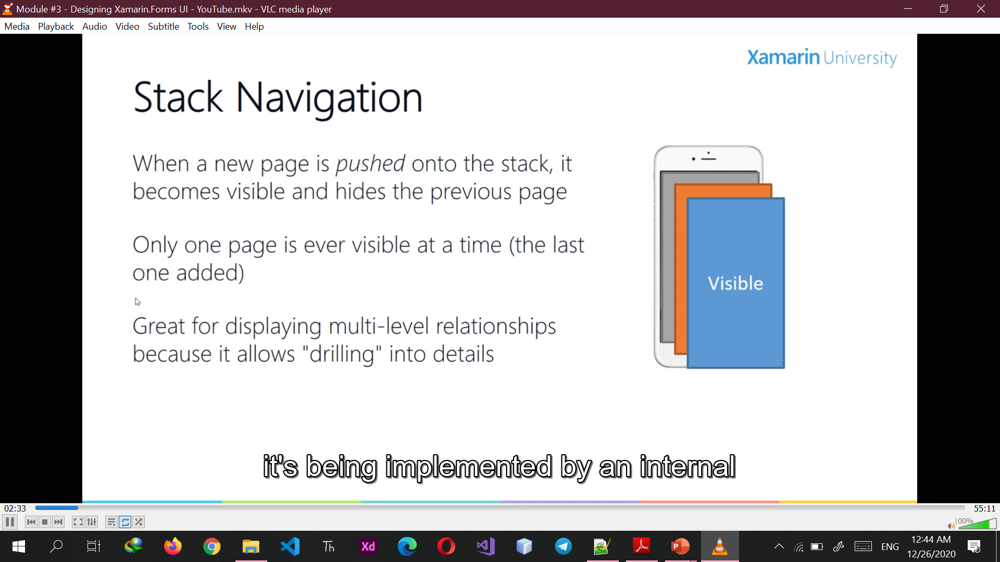 Module #3 - Designing Xamarin.Forms UI - YouTube.mkv - VLC media player
Media Playback Audio Video Subtitle Tools View Help
Xamarin University
Stack Navigation
When a new page is pushed onto the stack, it
becomes visible and hides the previous page
Only one page is ever visible at a time (the last
one added)
Great for displaying multi-level relationships
because it allows "drilling" into details
Visible
it's being implemented by an internal
02:33
55:11
100%
Th
Xd
P
ENG
12:44 AM
12/26/2020